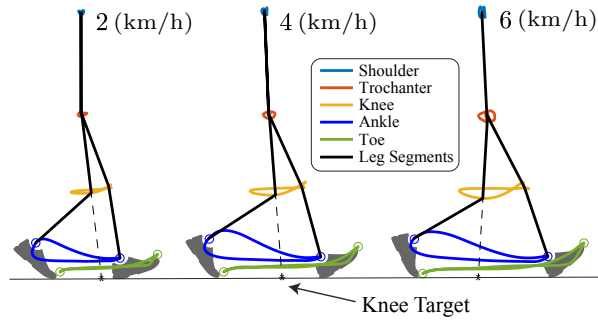 2 (km/h)
4 (km/h)
6 (km/h)
Shoulder
Trochanter
Knee
Ankle
Toe
Leg Segments
Knee Target